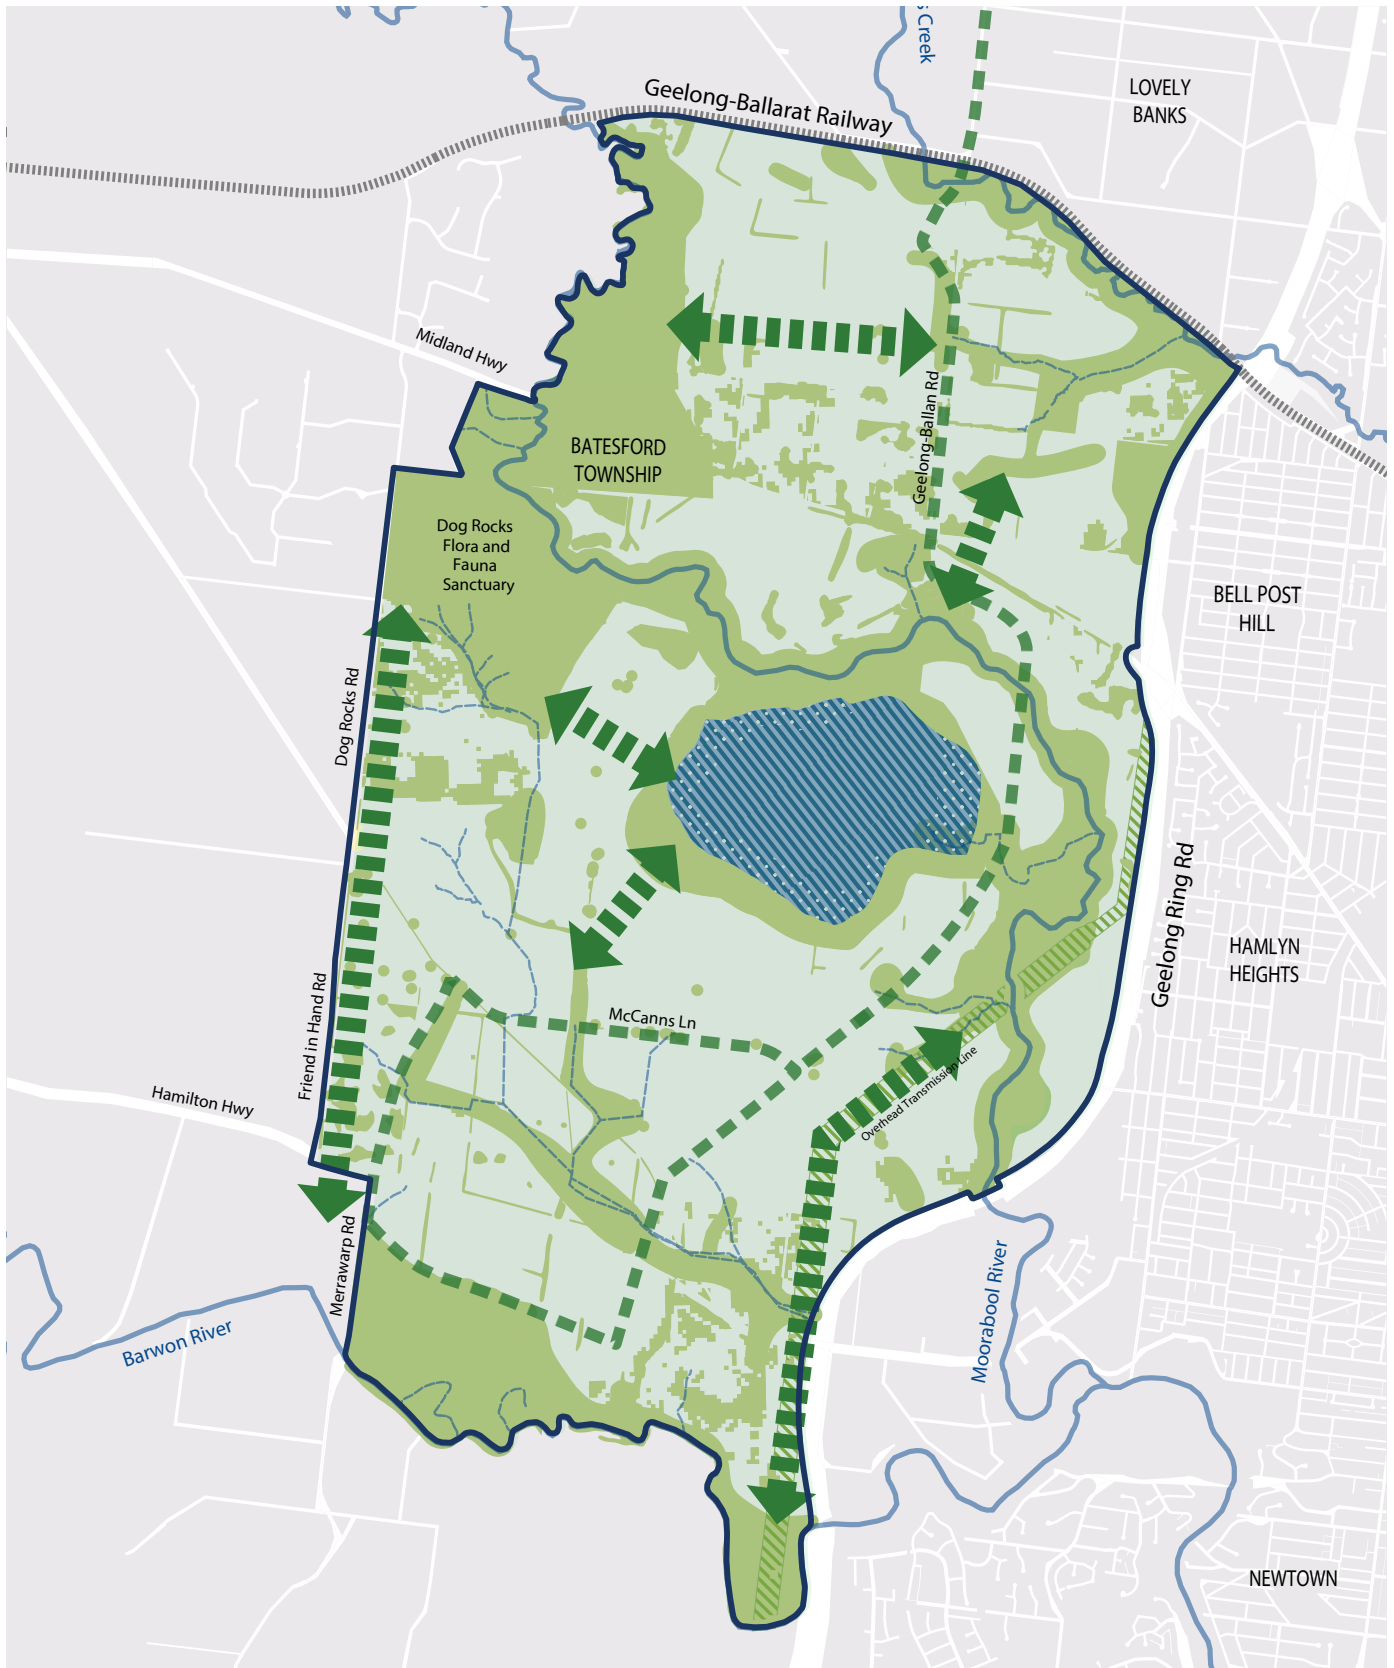 Creek
LOVELY
BANKS
Geelong-Ballarat Railway
Midland Hwy
BATESFORD
TOWNSHIP
Geelong-Ballan Rd
Dog Rocks
Flora and
Fauna
Sanctuary
BELL POST
HILL
Dog Rocks Rd
Geelong Ring Rd
HAMLYN
HEIGHTS
Friend in Hand Rd
McCanns Ln
Overhead Transmission Line
Hamilton Hwy
Merrawarp Rd
Barwon River
Moorabool River
NEWTOWN